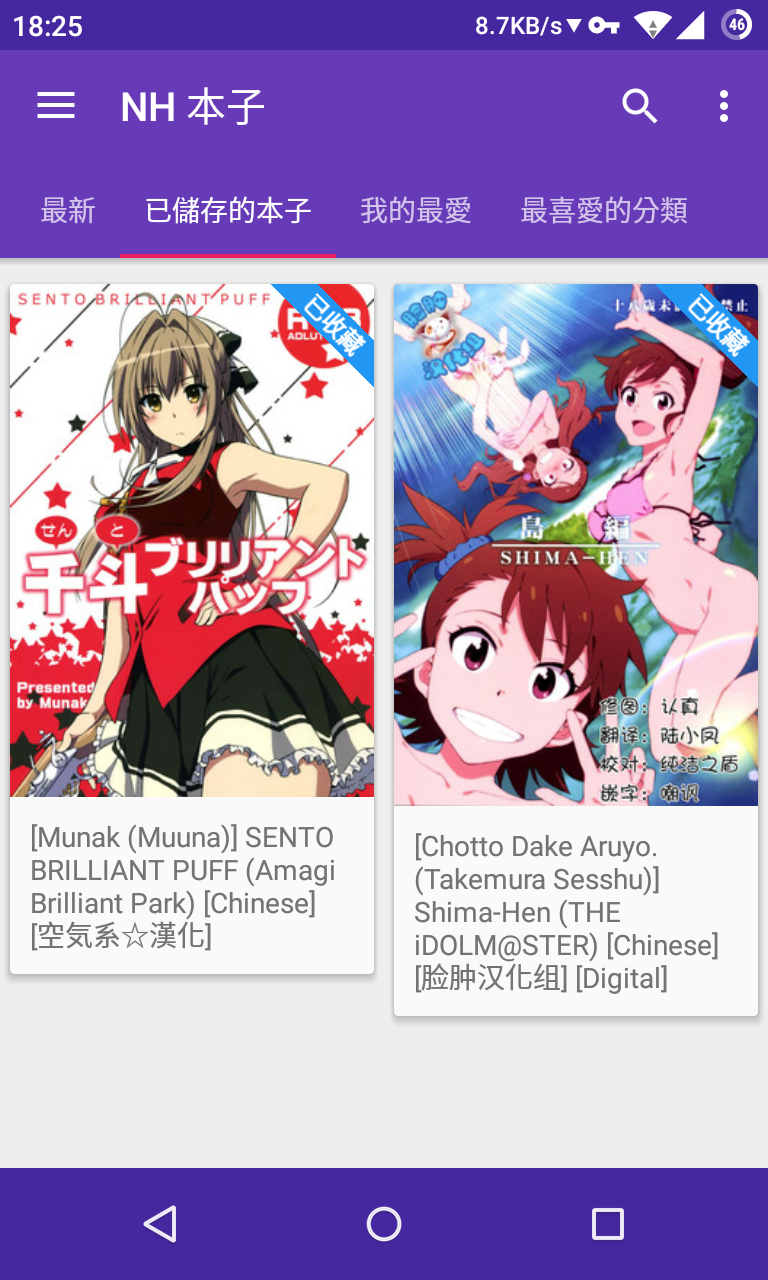 18:25
8.7KB/s
46
NH 本子
最新
已儲存的本子
我的最愛
最喜愛的分類
SENTO BRILLIANT PUFF
已收藏
せん と
千斗ブリリアント
パッフ
Presented
by Munak
[Munak (Muuna)] SENTO
BRILLIANT PUFF (Amagi
Brilliant Park) [Chinese]
[空気系☆漢化]
已收藏
島 編
SHIMA-HEN
修图：认真
翻译：陆小凤
校对：纯洁之盾
嵌字：嘲讽
[Chotto Dake Aruyo.
(Takemura Sesshu)]
Shima-Hen (THE
iDOLM@STER) [Chinese]
[脸肿汉化组] [Digital]